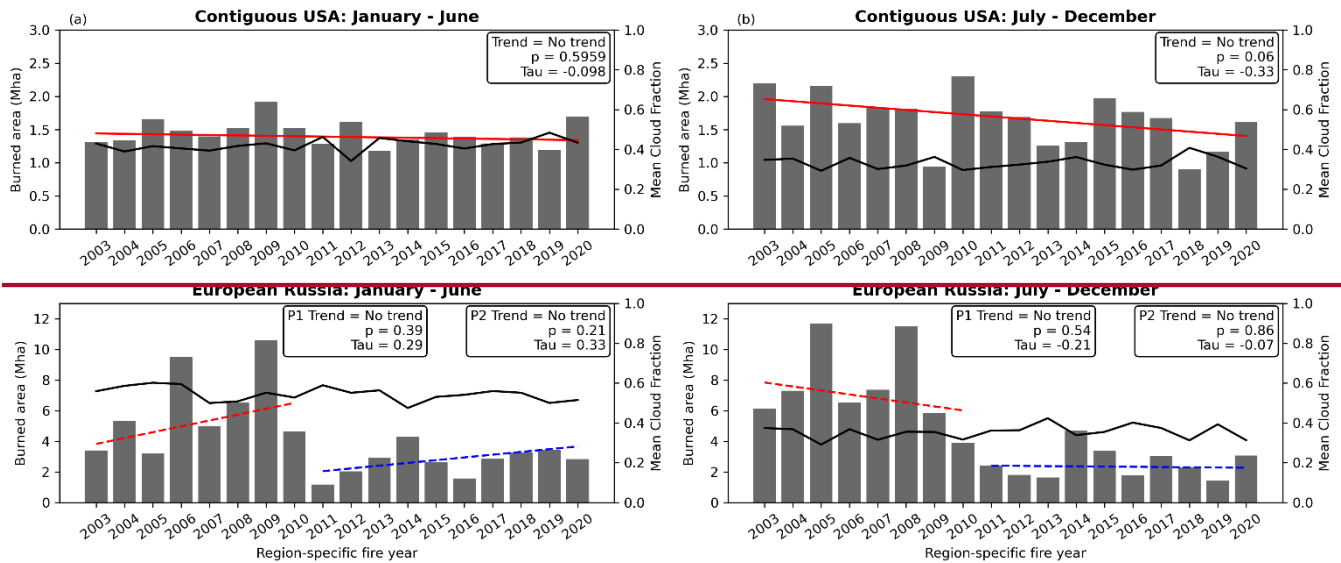 (a)
Contiguous USA: January - June
Trend = No trend
p = 0.5959
Tau = -0.098
Burned area (Mha)
3.0
2.5
2.0
1.5
1.0
0.5
0.0
Mean Cloud Fraction
1.0
0.8
0.6
0.4
0.2
0.0
2003 2004 2005 2006 2007 2008 2009 2010 2011 2012 2013 2014 2015 2016 2017 2018 2019 2020
(b)
Contiguous USA: July - December
Trend = No trend
p = 0.06
Tau = -0.33
Burned area (Mha)
3.0
2.5
2.0
1.5
1.0
0.5
0.0
Mean Cloud Fraction
1.0
0.8
0.6
0.4
0.2
0.0
2003 2004 2005 2006 2007 2008 2009 2010 2011 2012 2013 2014 2015 2016 2017 2018 2019 2020
European Russia: January - June
P1 Trend = No trend
p = 0.39
Tau = 0.29
P2 Trend = No trend
p = 0.21
Tau = 0.33
Burned area (Mha)
12
10
8
6
4
2
0
Mean Cloud Fraction
1.0
0.8
0.6
0.4
0.2
0.0
2003 2004 2005 2006 2007 2008 2009 2010 2011 2012 2013 2014 2015 2016 2017 2018 2019 2020
Region-specific fire year
European Russia: July - December
P1 Trend = No trend
p = 0.54
Tau = -0.21
P2 Trend = No trend
p = 0.86
Tau = -0.07
Burned area (Mha)
12
10
8
6
4
2
0
Mean Cloud Fraction
1.0
0.8
0.6
0.4
0.2
0.0
2003 2004 2005 2006 2007 2008 2009 2010 2011 2012 2013 2014 2015 2016 2017 2018 2019 2020
Region-specific fire year